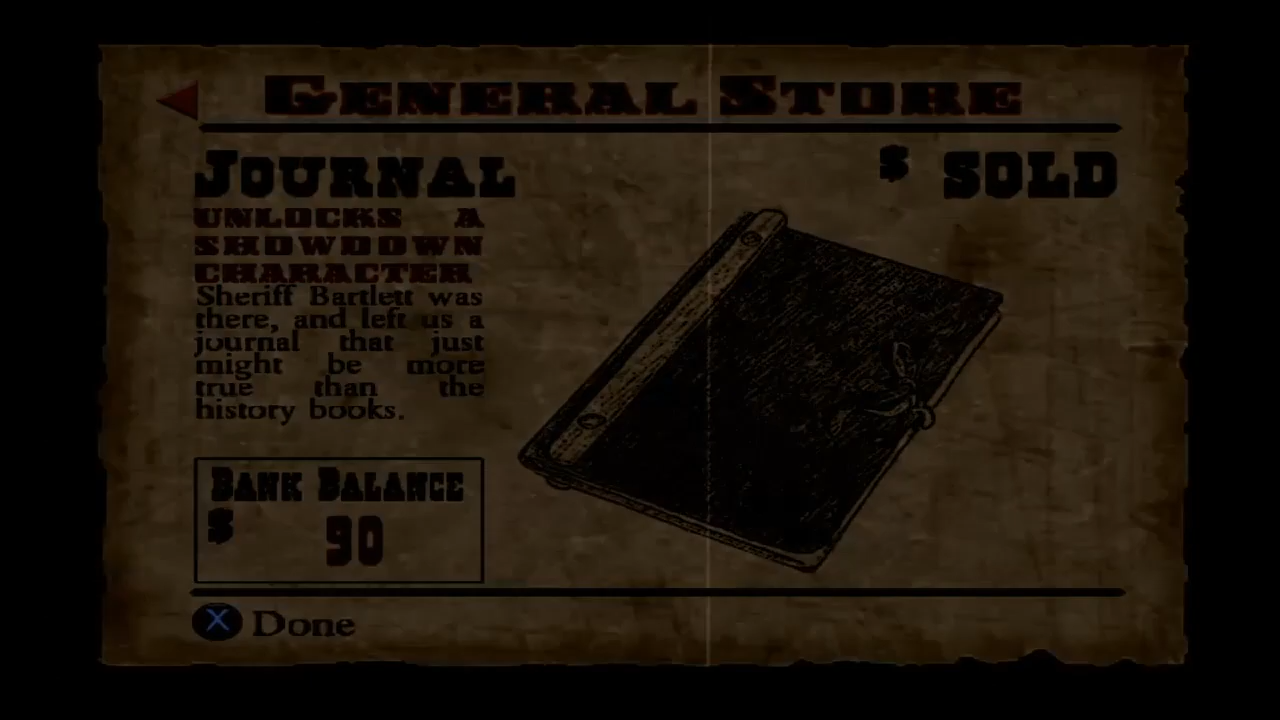 GENERAL STORE
JOURNAL
$ SOLD
UNLOCKS A
SHOWDOWN
CHARACTER
Sheriff Bartlett was
there, and left us a
journal that just
might be more
true than the
history books.
BANK BALANCE
$ 90
X Done